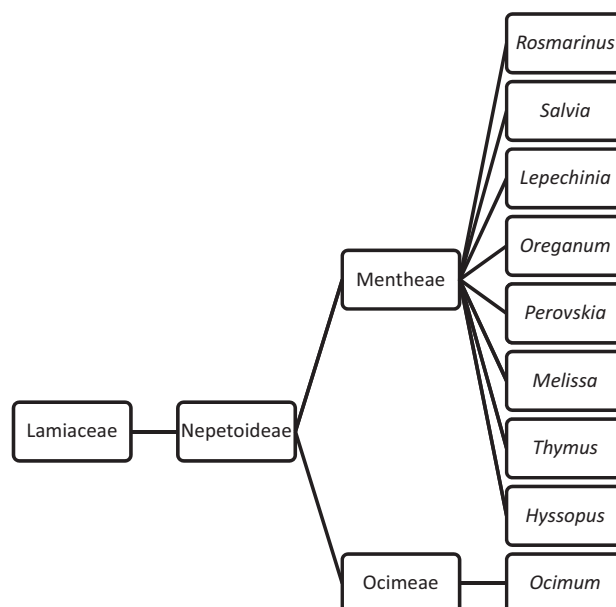 Rosmarinus
Salvia
Lepechinia
Oreganum
Mentheae
Perovskia
Melissa
Lamiaceae
Nepetoideae
Thymus
Hyssopus
Ocimeae
Ocimum